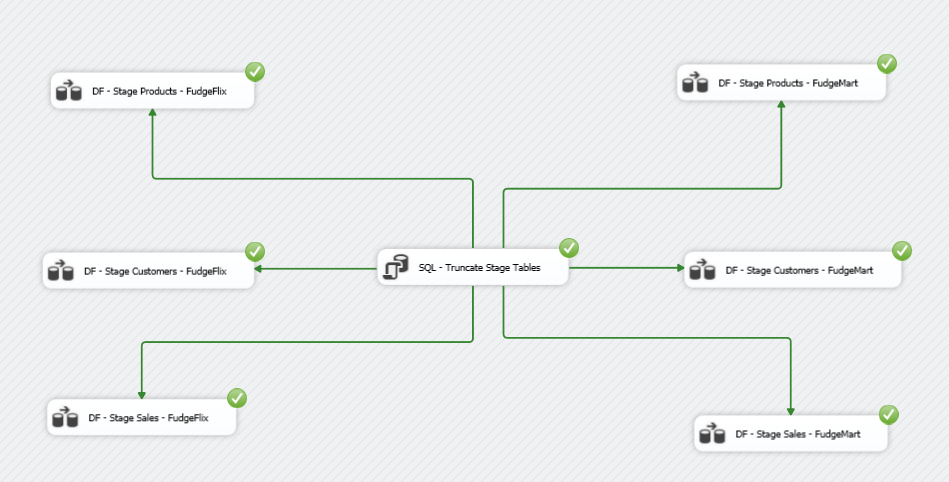 DF - Stage Products - FudgeFlix
DF - Stage Products - FudgeMart
DF - Stage Customers - FudgeFlix
SQL - Truncate Stage Tables
DF - Stage Customers - FudgeMart
DF - Stage Sales - FudgeFlix
DF - Stage Sales - FudgeMart